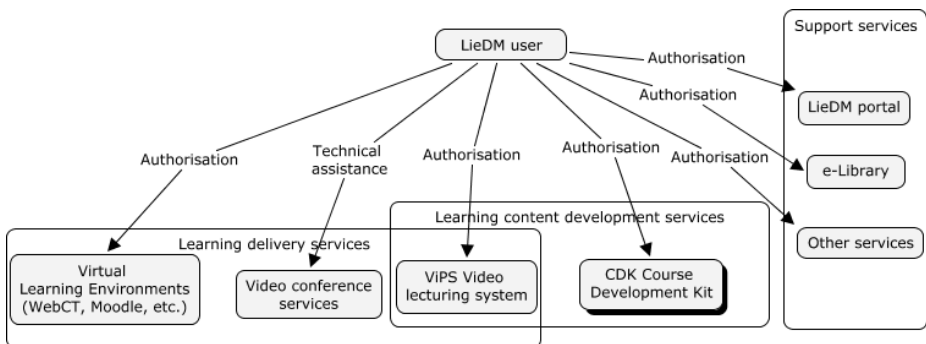 Support services
LieDM user
Authorisation
LieDM portal
Authorisation
Authorisation
Technical
assistance
Authorisation
Authorisation
Authorisation
e-Library
Learning content development services
Learning delivery services
Other services
Virtual
Learning Environments
(WebCT, Moodle, etc.)
Video conference
services
ViPS Video
lecturing system
CDK Course
Development Kit